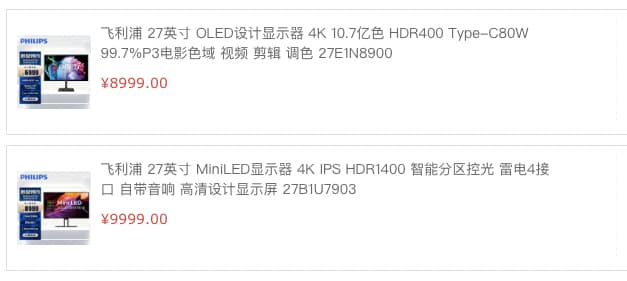 飞利浦 27英寸 OLED设计显示器 4K 10.7亿色 HDR400 Type-C80W
99.7%P3电影色域 视频 剪辑 调色 27E1N8900
¥8999.00
PHILIPS
6999
飞利浦 27英寸 MiniLED显示器 4K IPS HDR1400 智能分区控光 雷电4接
口 自带音响 高清设计显示屏 27B1U7903
¥9999.00
PHILIPS
Mini LED
8999